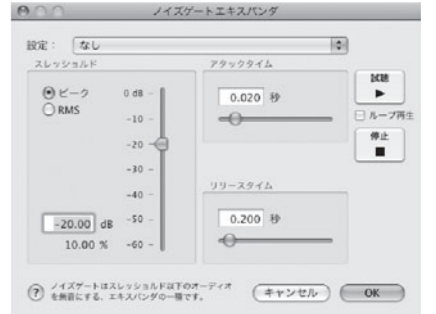 ノイズゲートエキスパンダ
設定： なし
スレッショルド
ピーク
RMS
0 dB
-10
-20
-30
-40
-50
-60
-20.00 dB
10.00 %
アタックタイム
0.020 秒
リリースタイム
0.200 秒
試聴
ループ再生
停止
? ノイズゲートはスレッショルド以下のオーディオ
を無音にする、エキスパンダの一種です。
キャンセル
OK